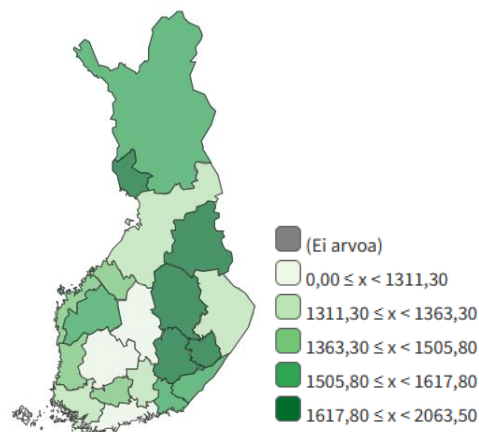 (Ei arvoa)
0,00 ≤ x < 1311,30
1311,30 ≤ x < 1363,30
1363,30 ≤ x < 1505,80
1505,80 ≤ x < 1617,80
1617,80 ≤ x < 2063,50